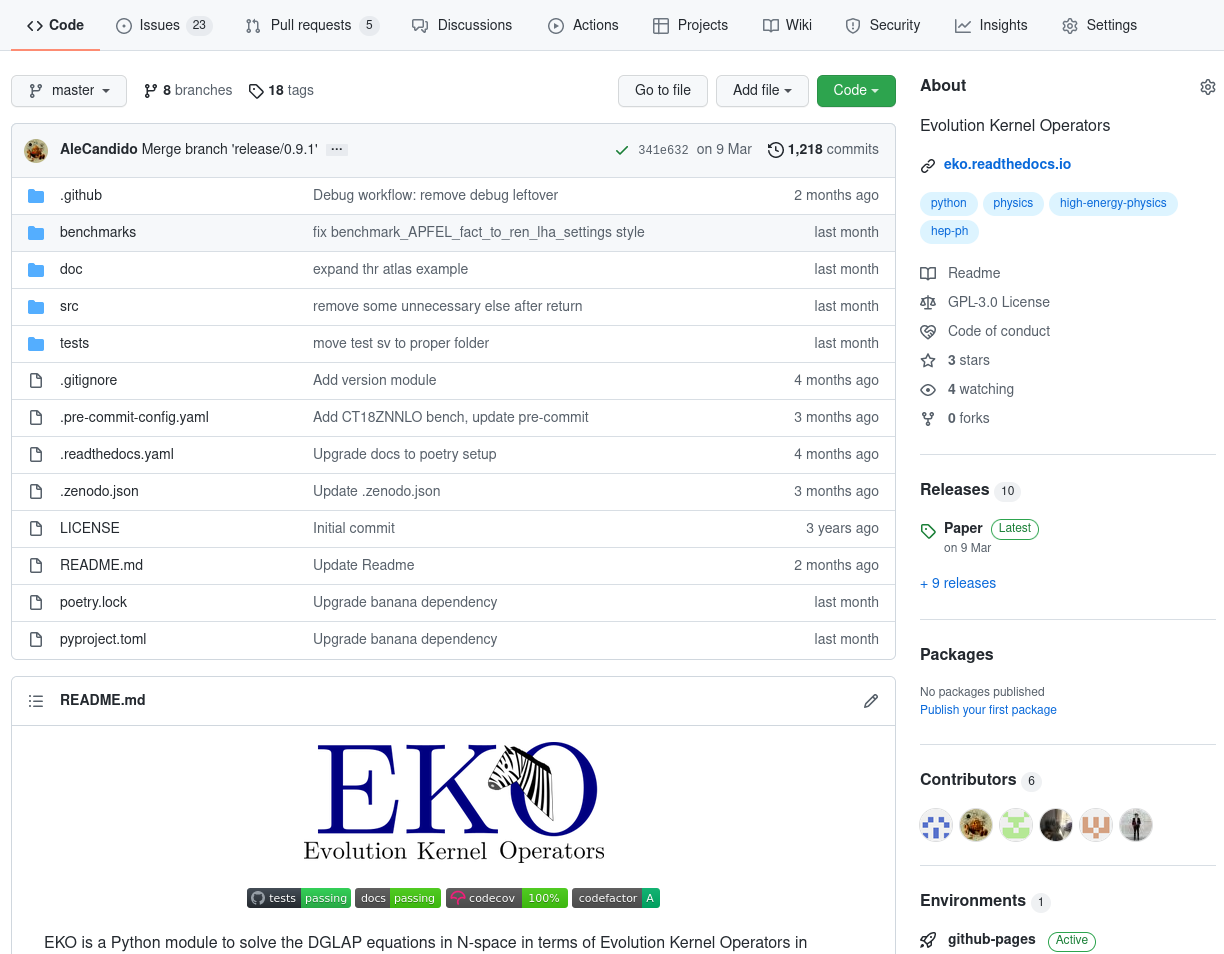 Code Issues 23 Pull requests 5 Discussions Actions Projects Wiki Security Insights Settings
master 8 branches 18 tags Go to file Add file Code
AleCandido Merge branch 'release/0.9.1' ... 341e632 on 9 Mar 1,218 commits
.github Debug workflow: remove debug leftover 2 months ago
benchmarks fix benchmark_APFEL_fact_to_ren_lha_settings style last month
doc expand thr atlas example last month
src remove some unnecessary else after return last month
tests move test sv to proper folder last month
.gitignore Add version module 4 months ago
.pre-commit-config.yaml Add CT18ZNNLO bench, update pre-commit 3 months ago
.readthedocs.yaml Upgrade docs to poetry setup 4 months ago
.zenodo.json Update .zenodo.json 3 months ago
LICENSE Initial commit 3 years ago
README.md Update Readme 2 months ago
poetry.lock Upgrade banana dependency last month
pyproject.toml Upgrade banana dependency last month
README.md
EKO
Evolution Kernel Operators
tests passing docs passing codecov 100% codefactor A
EKO is a Python module to solve the DGLAP equations in N-space in terms of Evolution Kernel Operators in
About
Evolution Kernel Operators
eko.readthedocs.io
python physics high-energy-physics
hep-ph
Readme
GPL-3.0 License
Code of conduct
3 stars
4 watching
0 forks
Releases 10
Paper Latest
on 9 Mar
+ 9 releases
Packages
No packages published
Publish your first package
Contributors 6
Environments 1
github-pages Active